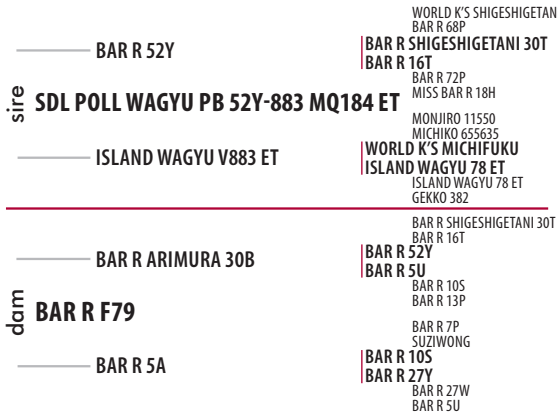 WORLD K'S SHIGESHIGETAN
BAR R 68P
BAR R 52Y
BAR R SHIGESHIGETANI 30T
BAR R 16T
BAR R 72P
MISS BAR R 18H
sire
SDL POLL WAGYU PB 52Y-883 MQ184 ET
MONJIRO 11550
MICHIKO 655635
ISLAND WAGYU V883 ET
WORLD K'S MICHIFUKU
ISLAND WAGYU 78 ET
ISLAND WAGYU 78 ET
GEKKO 382
BAR R SHIGESHIGETANI 30T
BAR R 16T
BAR R ARIMURA 30B
BAR R 52Y
BAR R 5U
BAR R 10S
BAR R 13P
dam
BAR R F79
BAR R 7P
SUZIWONG
BAR R 5A
BAR R 10S
BAR R 27Y
BAR R 27W
BAR R 5U